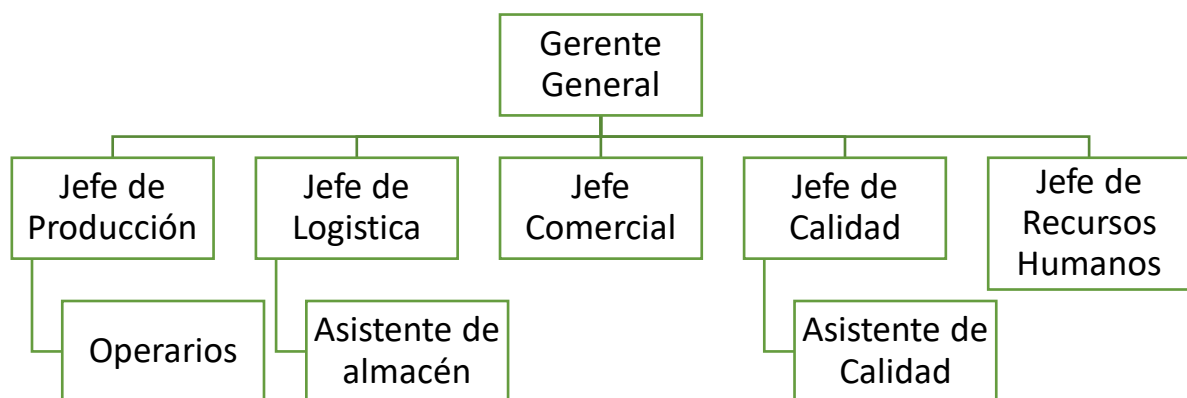 Gerente
General
Jefe de
Producción
Jefe de
Logistica
Jefe
Comercial
Jefe de
Calidad
Jefe de
Recursos
Humanos
Operarios
Asistente de
almacén
Asistente de
Calidad